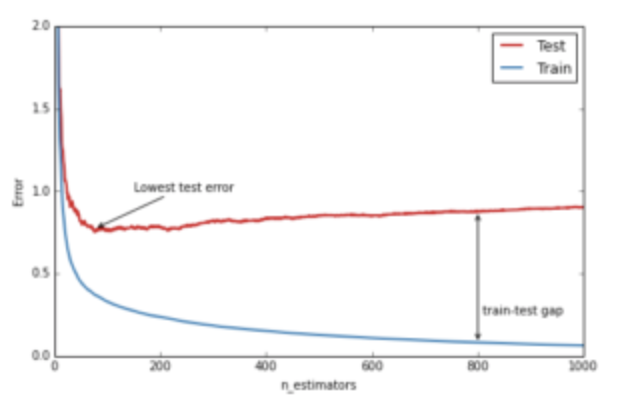 2.0
Test
Train
1.5
Error
1.0
Lowest test error
0.5
train-test gap
0.0
0 200 400 600 800 1000
n_estimators